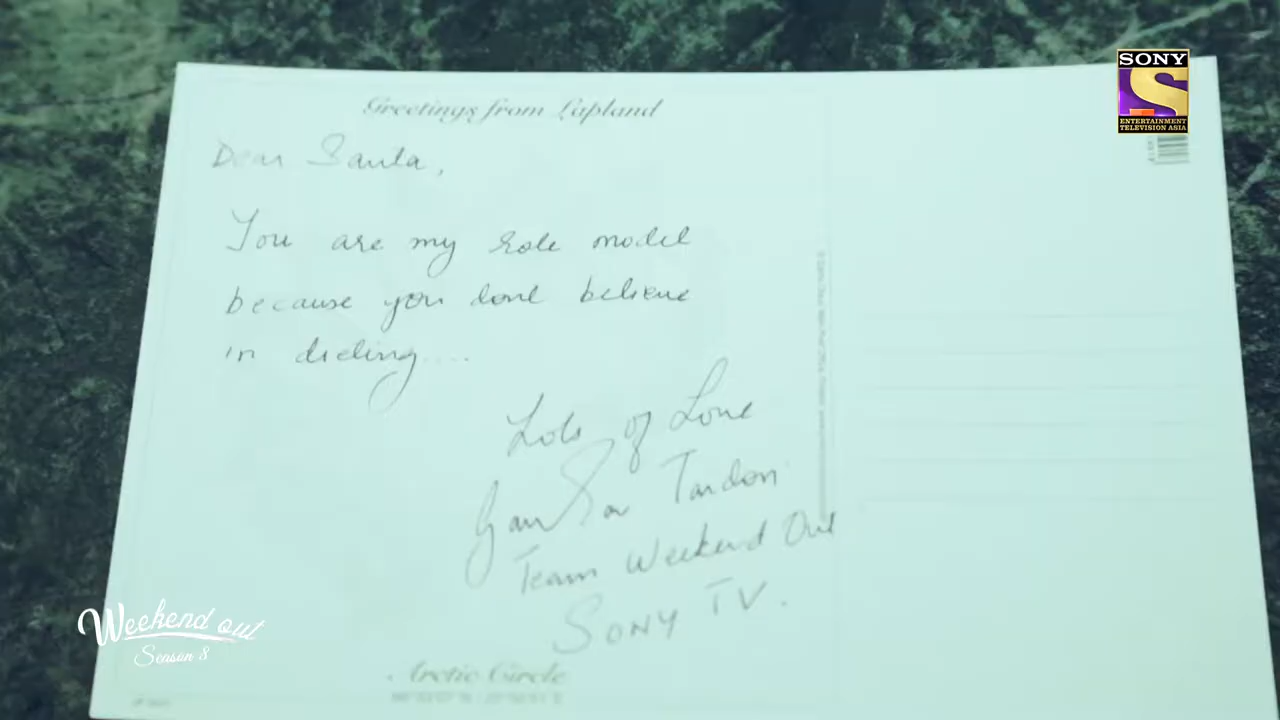 SONY
ENTERTAINMENT
TELEVISION ASIA
Greetings from Lapland
Dear Santa,
You are my role model
because you dont believe
in dieting....
Lots of Love
Tandon
Team Weekend Out
SONY TV.
Arctic Circle
Weekend out
Season 8